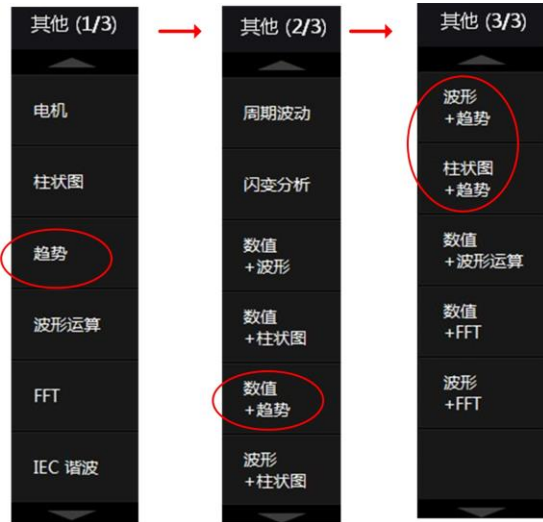 其他 (1/3)
电机
柱状图
趋势
波形运算
FFT
IEC 谐波
其他 (2/3)
周期波动
闪变分析
数值
+波形
数值
+柱状图
数值
+趋势
波形
+柱状图
其他 (3/3)
波形
+趋势
柱状图
+趋势
数值
+波形运算
数值
+FFT
波形
+FFT